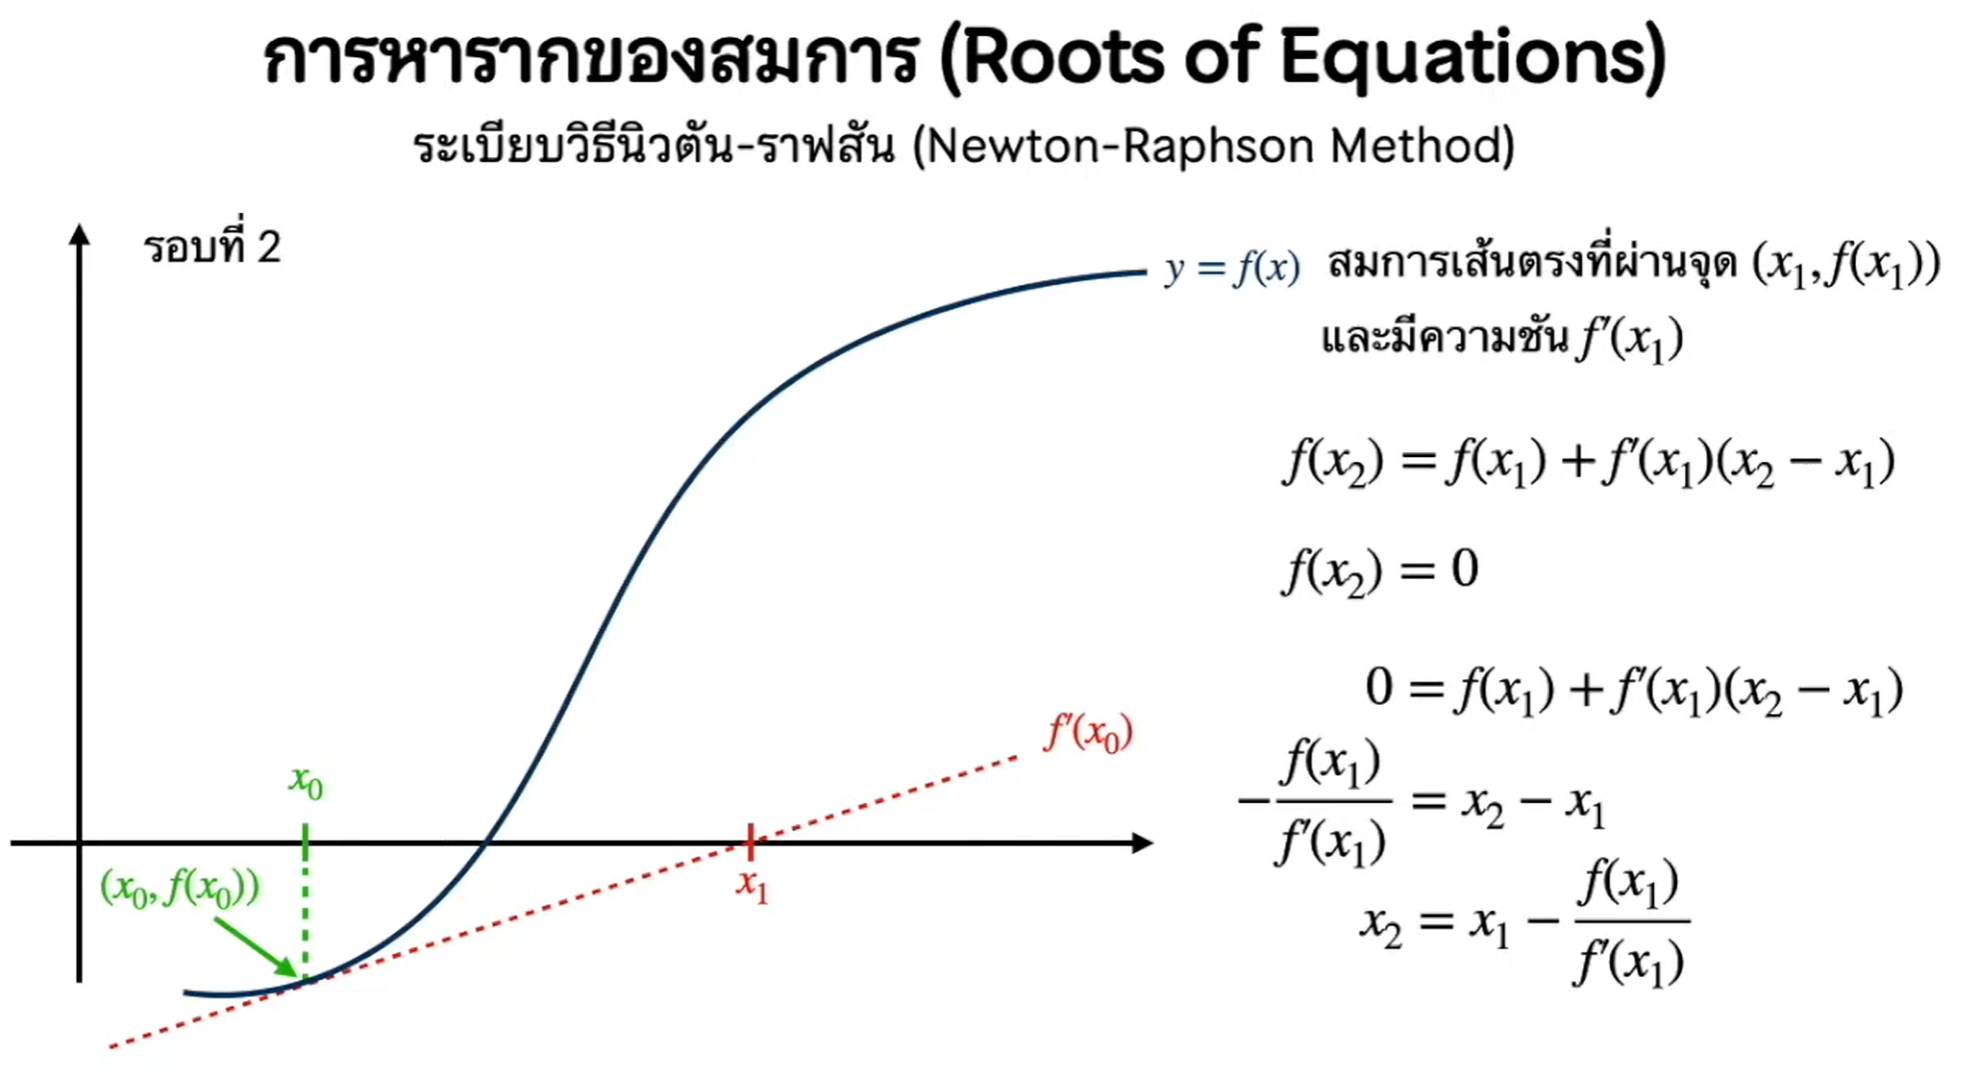 การหารากของสมการ (Roots of Equations)
ระเบียบวิธีนิวตัน-ราฟสัน (Newton-Raphson Method)
รอบที่ 2
y = f(x)
สมการเส้นตรงที่ผ่านจุด (x₁, f(x₁))
และมีความชัน f′(x₁)
f(x₂) = f(x₁) + f′(x₁)(x₂ − x₁)
f(x₂) = 0
0 = f(x₁) + f′(x₁)(x₂ − x₁)
−f(x₁)/f′(x₁) = x₂ − x₁
x₂ = x₁ − f(x₁)/f′(x₁)
f′(x₀)
x₀
(x₀, f(x₀))
x₁